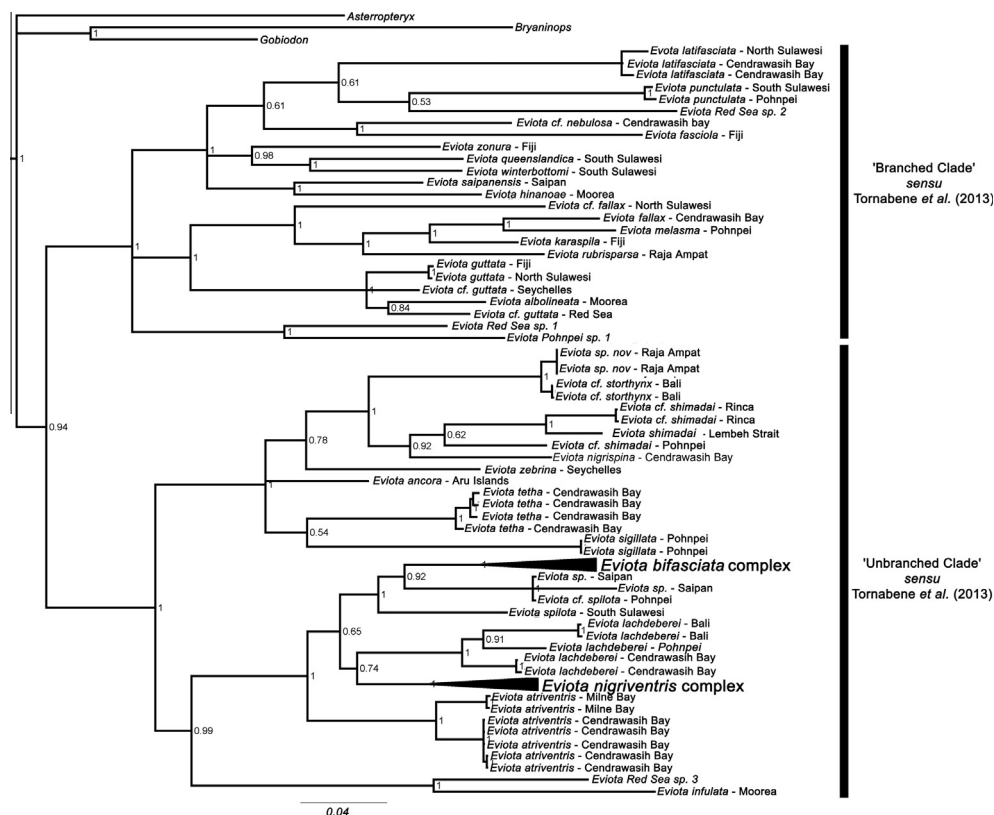 Asterropteryx
Bryaninops
1
Gobiodon
Evota latifasciata - North Sulawesi
Eviota latifasciata - Cendrawasih Bay
Eviota latifasciata - Cendrawasih Bay
0.61
Eviota punctulata - South Sulawesi
1
Eviota punctulata - Pohnpei
0.53
Eviota Red Sea sp. 2
0.61
Eviota cf. nebulosa - Cendrawasih bay
1
Eviota fasciola - Fiji
1
Eviota zonura - Fiji
1
0.98
Eviota queenslandica - South Sulawesi
1
Eviota winterbottomi - South Sulawesi
Eviota saipanensis - Saipan
1
Eviota hinanoae - Moorea
'Branched Clade'
sensu
Tornabene et al. (2013)
Eviota cf. fallax - North Sulawesi
Eviota fallax - Cendrawasih Bay
1
1
Eviota melasma - Pohnpei
1
Eviota karaspila - Fiji
1
1
Eviota rubrisparsa - Raja Ampat
1
Eviota guttata - Fiji
1
Eviota guttata - North Sulawesi
1
Eviota cf. guttata - Seychelles
Eviota albolineata - Moorea
0.84
Eviota cf. guttata - Red Sea
Eviota Red Sea sp. 1
1
Eviota Pohnpei sp. 1
Eviota sp. nov - Raja Ampat
Eviota sp. nov - Raja Ampat
1
Eviota cf. storthynx - Bali
1
Eviota cf. storthynx - Bali
1
Eviota cf. shimadai - Rinca
1
Eviota cf. shimadai - Rinca
1
0.62
Eviota shimadai - Lembeh Strait
0.94
0.78
0.92
Eviota cf. shimadai - Pohnpei
Eviota nigrispina - Cendrawasih Bay
Eviota zebrina - Seychelles
1
Eviota ancora - Aru Islands
Eviota tetha - Cendrawasih Bay
Eviota tetha - Cendrawasih Bay
1
Eviota tetha - Cendrawasih Bay
1
Eviota tetha - Cendrawasih Bay
0.54
Eviota sigillata - Pohnpei
1
Eviota sigillata - Pohnpei
1
Eviota bifasciata complex
0.92
Eviota sp. - Saipan
1
Eviota sp. - Saipan
Eviota cf. spilota - Pohnpei
'Unbranched Clade'
sensu
Tornabene et al. (2013)
1
Eviota spilota - South Sulawesi
1
Eviota lachdeberei - Bali
1
Eviota lachdeberei - Bali
0.65
0.91
Eviota lachdeberei - Pohnpei
1
Eviota lachdeberei - Cendrawasih Bay
1
Eviota lachdeberei - Cendrawasih Bay
0.74
1
1
Eviota nigriventris complex
Eviota atriventris - Milne Bay
1
Eviota atriventris - Milne Bay
1
Eviota atriventris - Cendrawasih Bay
Eviota atriventris - Cendrawasih Bay
1
Eviota atriventris - Cendrawasih Bay
0.99
Eviota atriventris - Cendrawasih Bay
Eviota atriventris - Cendrawasih Bay
Eviota Red Sea sp. 3
1
Eviota infulata - Moorea
0.04